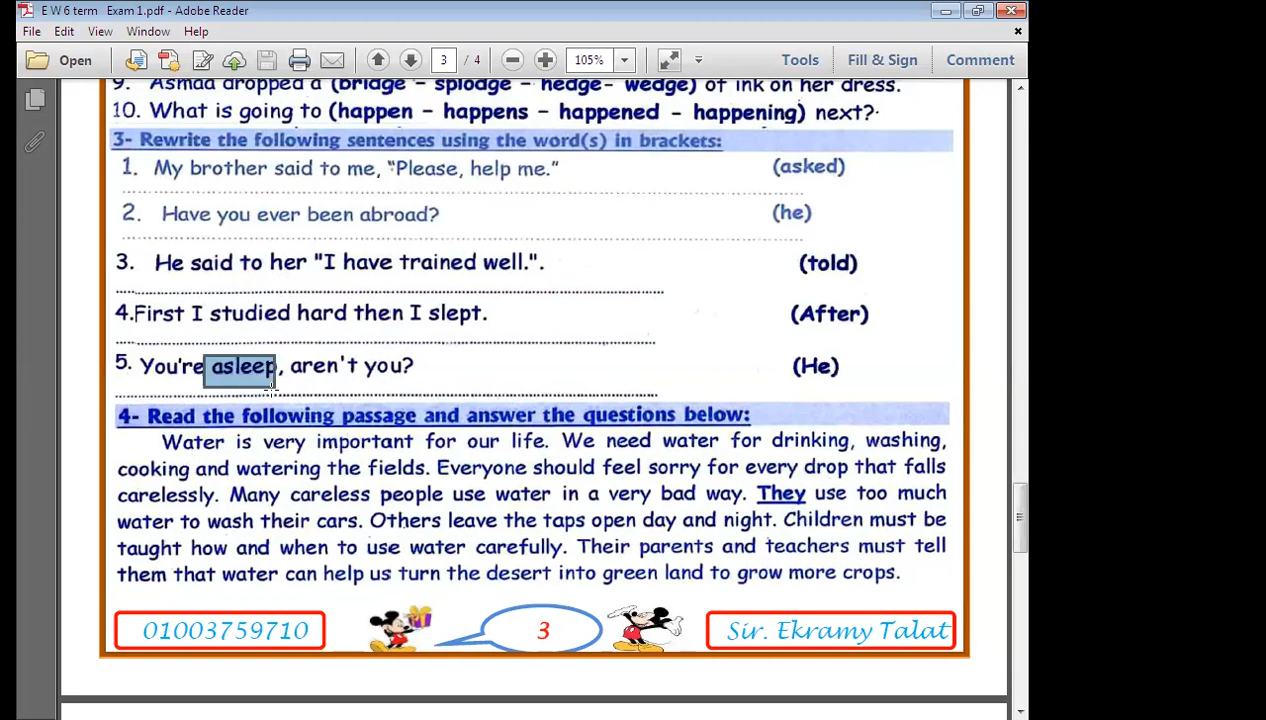 E W 6 term Exam 1.pdf - Adobe Reader
File Edit View Window Help
Open 3 / 4 105% Tools Fill & Sign Comment
9. Asmaa dropped a (bridge – splodge – hedge- wedge) of ink on her dress.
10. What is going to (happen – happens – happened - happening) next?
3- Rewrite the following sentences using the word(s) in brackets:
1. My brother said to me, "Please, help me." (asked)
2. Have you ever been abroad? (he)
3. He said to her "I have trained well.". (told)
4.First I studied hard then I slept. (After)
5. You're asleep, aren't you? (He)
4- Read the following passage and answer the questions below:
Water is very important for our life. We need water for drinking, washing,
cooking and watering the fields. Everyone should feel sorry for every drop that falls
carelessly. Many careless people use water in a very bad way. They use too much
water to wash their cars. Others leave the taps open day and night. Children must be
taught how and when to use water carefully. Their parents and teachers must tell
them that water can help us turn the desert into green land to grow more crops.
01003759710 3 Sir. Ekramy Talat